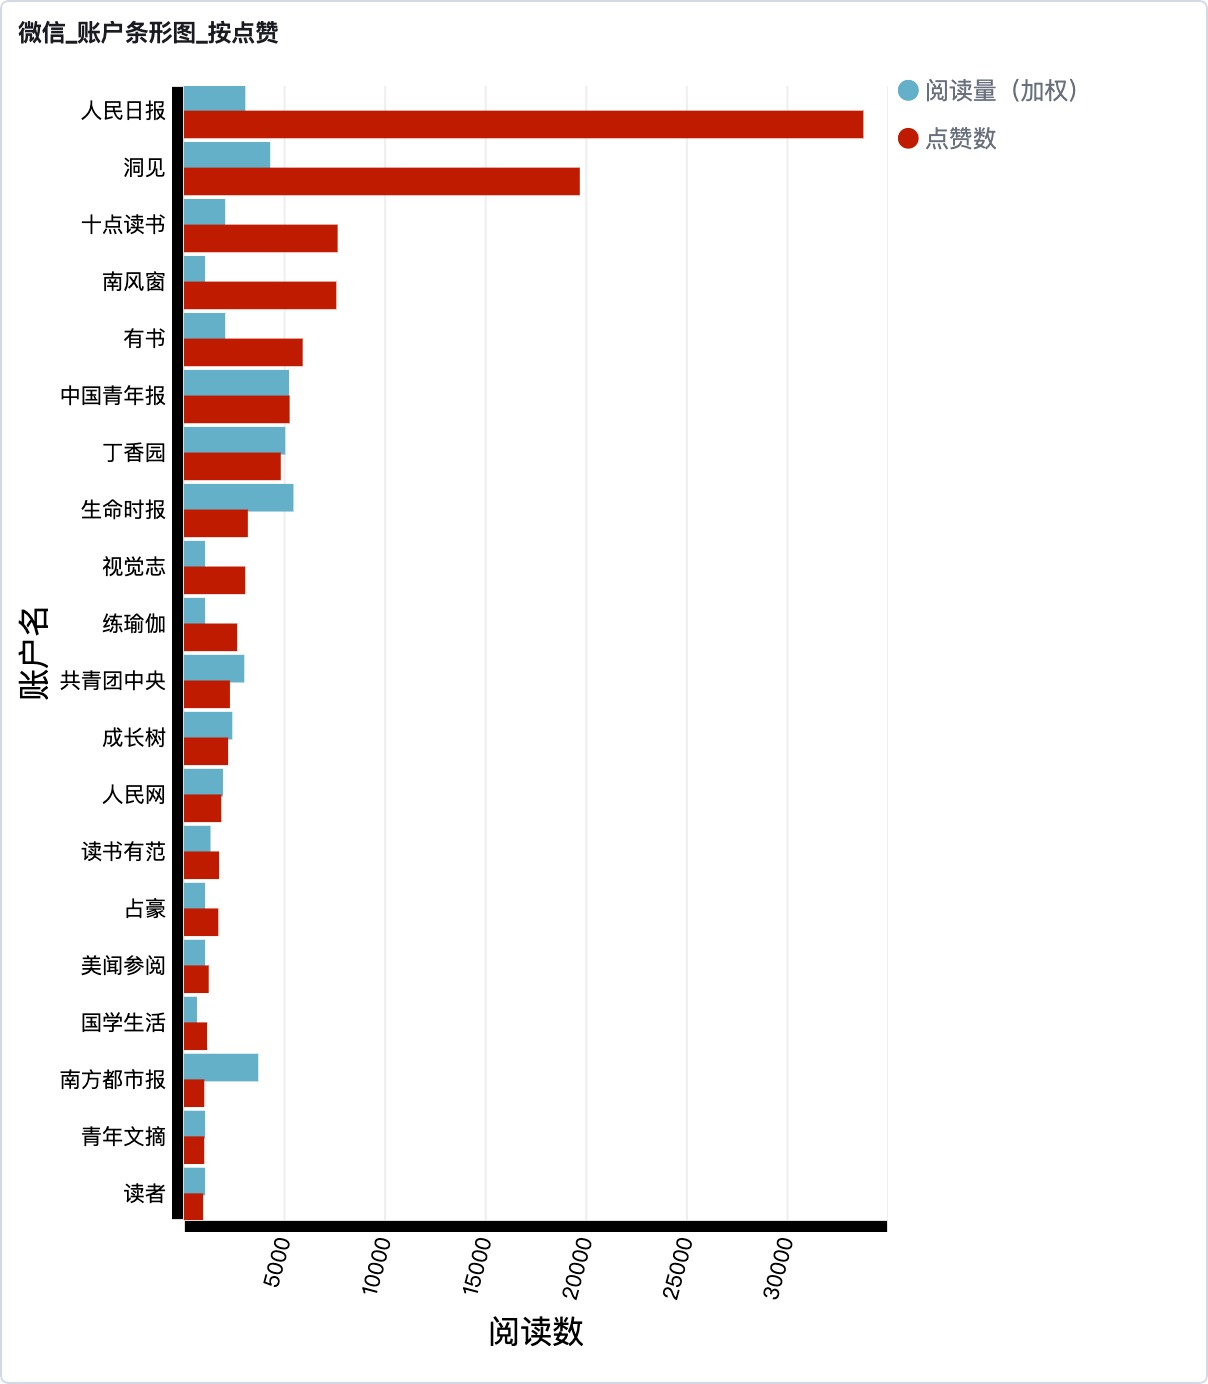 微信_账户条形图_按点赞
阅读量（加权）
点赞数
人民日报
洞见
十点读书
南风窗
有书
中国青年报
丁香园
生命时报
视觉志
练瑜伽
共青团中央
成长树
人民网
读书有范
占豪
美闻参阅
国学生活
南方都市报
青年文摘
读者
账户名
5000
10000
15000
20000
25000
30000
阅读数